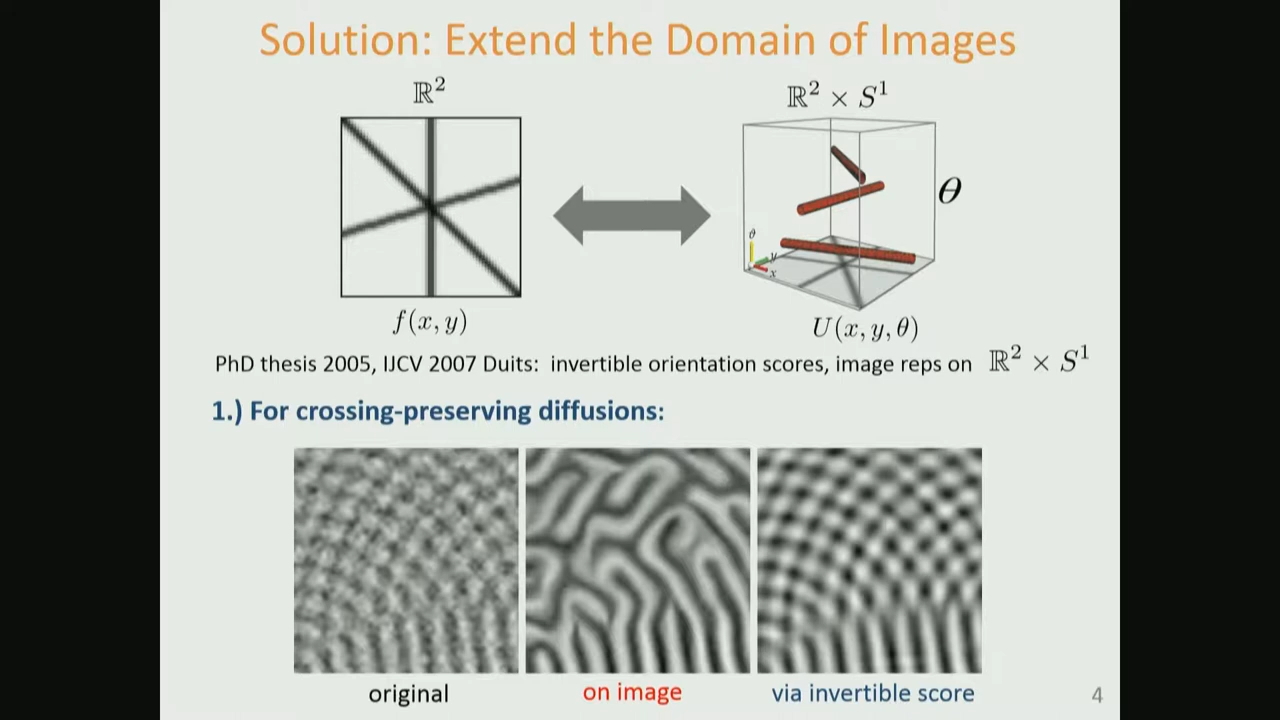 Solution: Extend the Domain of Images
ℝ² ℝ² × S¹
θ
θ
y
x
f(x, y) U(x, y, θ)
PhD thesis 2005, IJCV 2007 Duits: invertible orientation scores, image reps on ℝ² × S¹
1.) For crossing-preserving diffusions:
original on image via invertible score
4